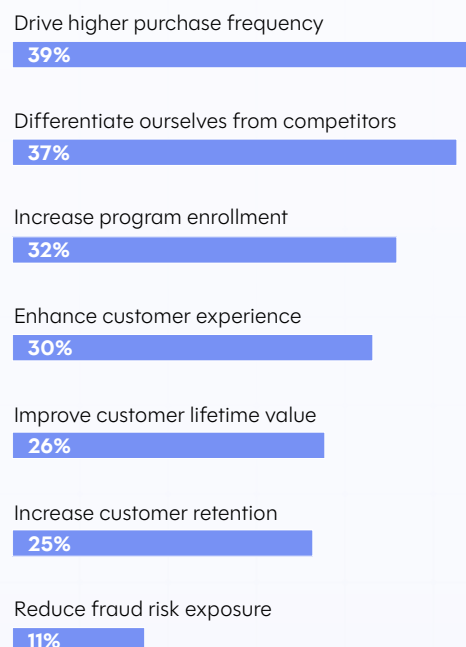 Drive higher purchase frequency
39%
Differentiate ourselves from competitors
37%
Increase program enrollment
32%
Enhance customer experience
30%
Improve customer lifetime value
26%
Increase customer retention
25%
Reduce fraud risk exposure
11%